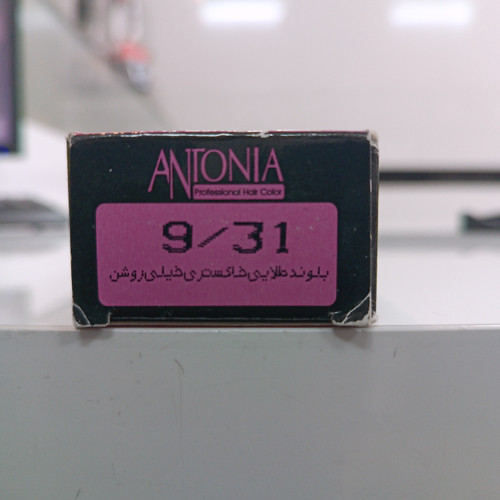 ANTONIA
Professional Hair Color
9/31
بلوند طلایی خاکستری خیلی روشن